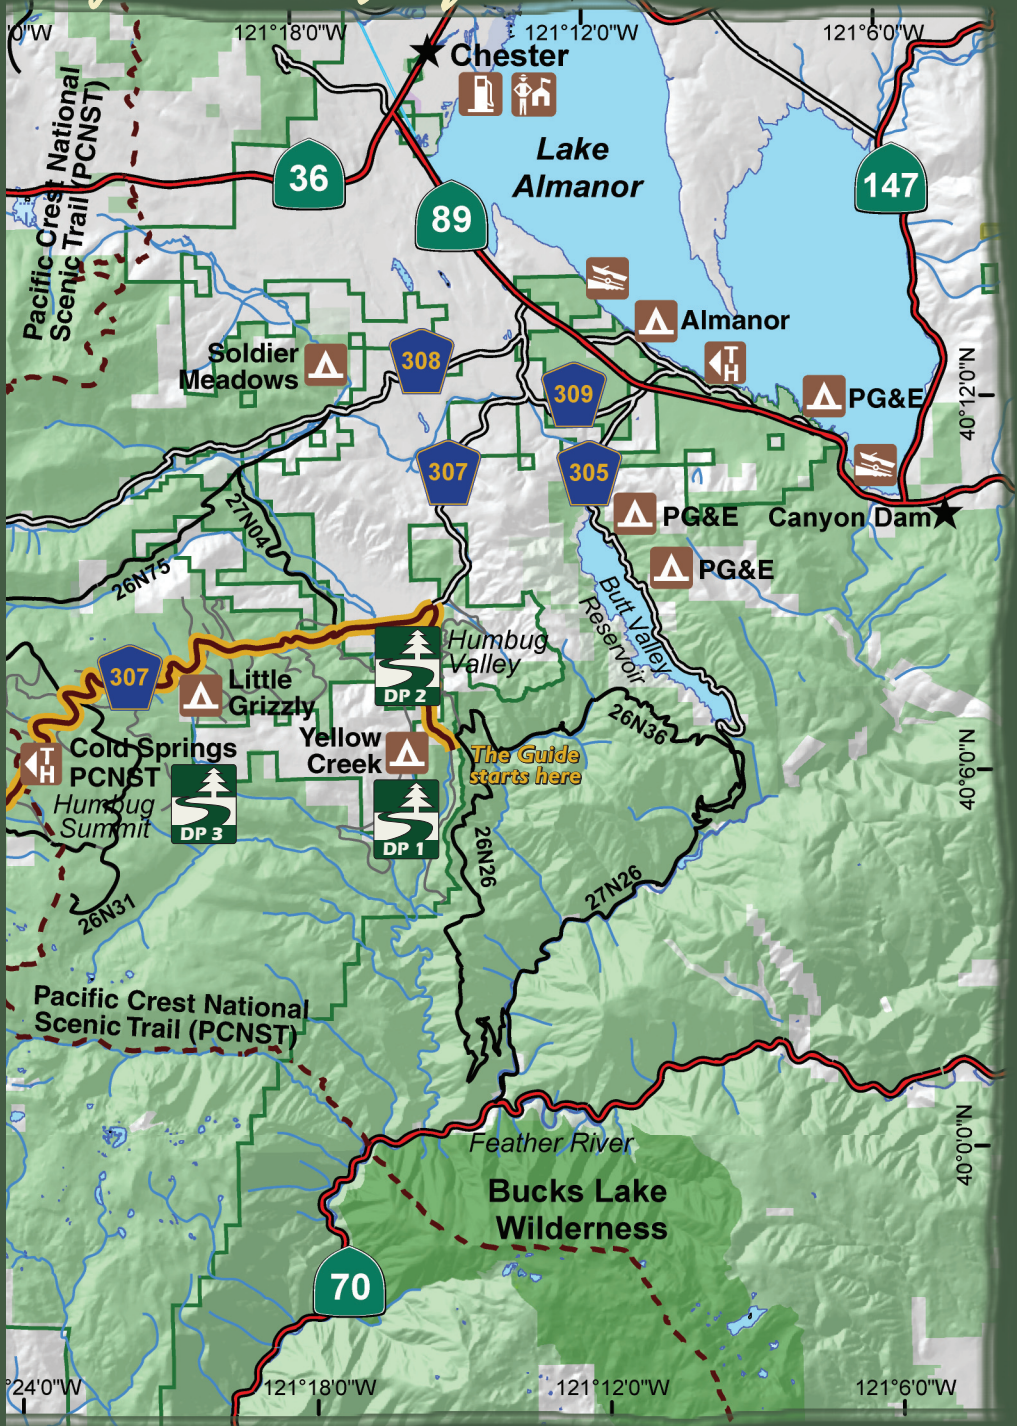 0'W
121°18'0"W
121°12'0"W
121°6'0"W
Chester
Pacific Crest National
Scenic Trail (PCNST)
Lake
Almanor
36
89
147
Almanor
Soldier
Meadows
308
T
H
309
PG&E
40°12'0"N
307
305
27N04
PG&E
Canyon Dam
26N75
PG&E
Butt Valley
Reservoir
Humbug
Valley
307
Little
Grizzly
DP 2
26N36
T
H
Cold Springs
PCNST
Yellow
Creek
The Guide
starts here
40°6'0"N
Humbug
Summit
DP 3
DP 1
26N26
27N26
26N31
Pacific Crest National
Scenic Trail (PCNST)
Feather River
40°0'0"N
Bucks Lake
Wilderness
70
°24'0"W
121°18'0"W
121°12'0"W
121°6'0"W